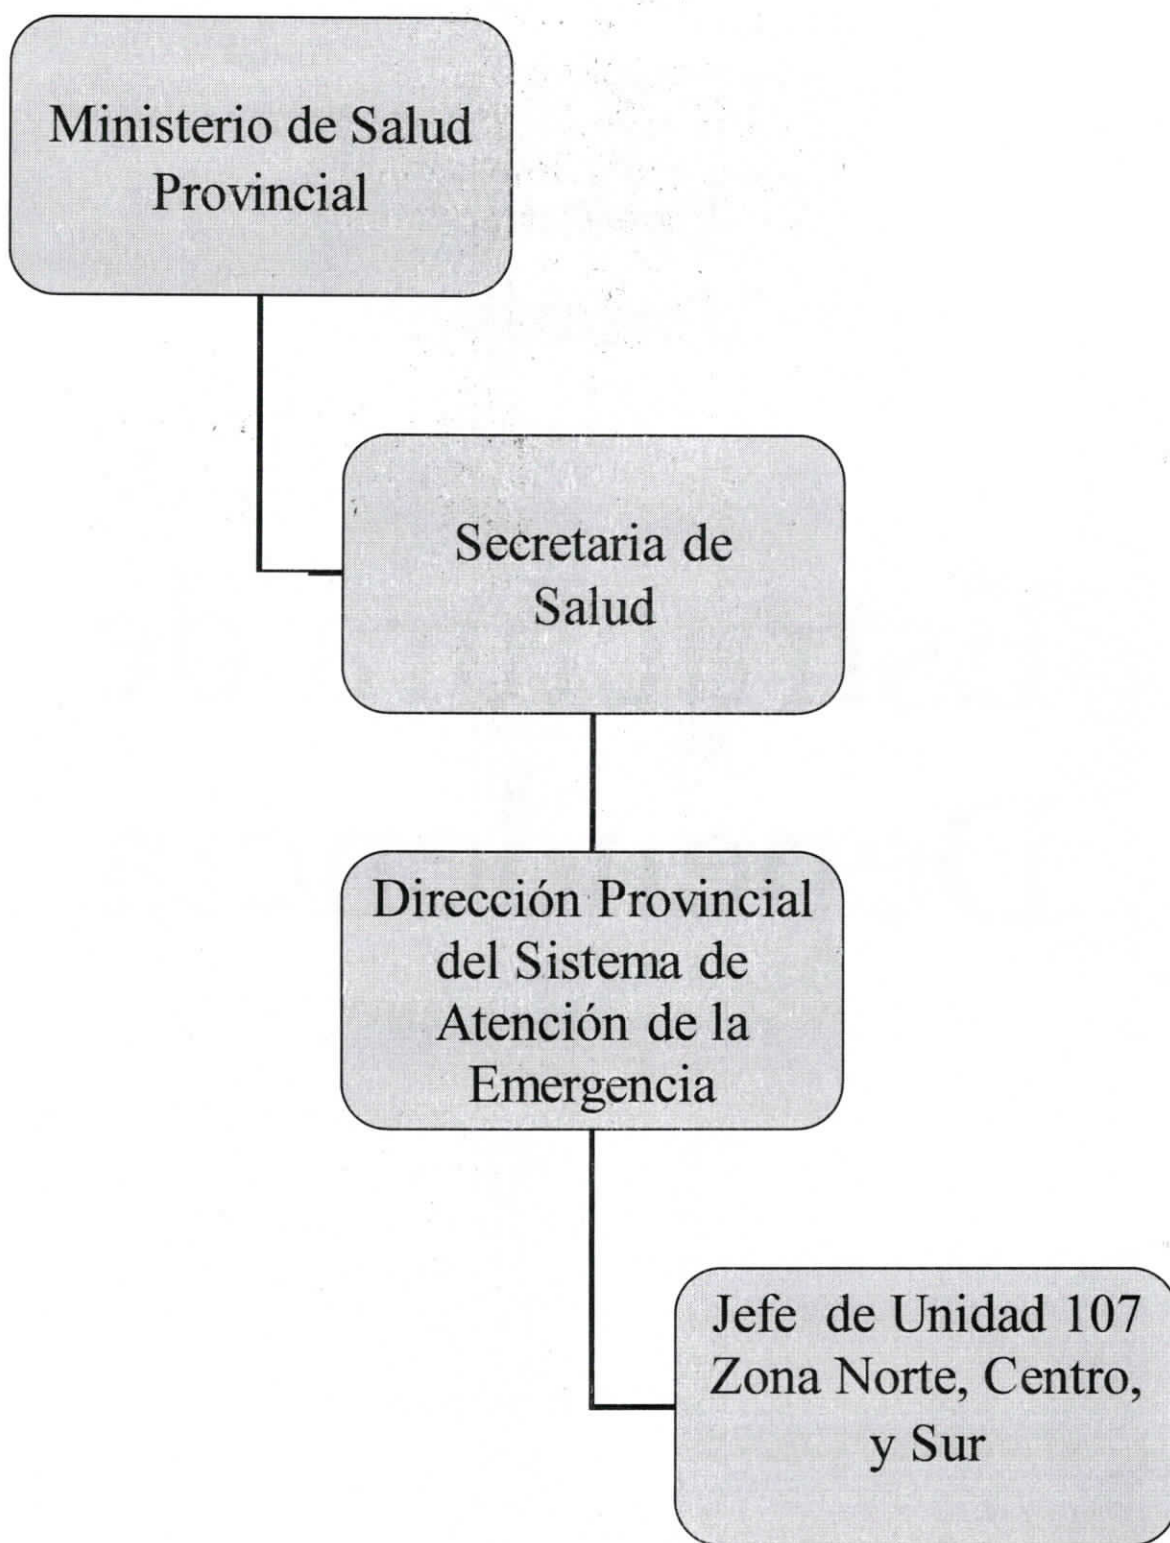 Ministerio de Salud
Provincial
Secretaria de
Salud
Dirección Provincial
del Sistema de
Atención de la
Emergencia
Jefe de Unidad 107
Zona Norte, Centro,
y Sur